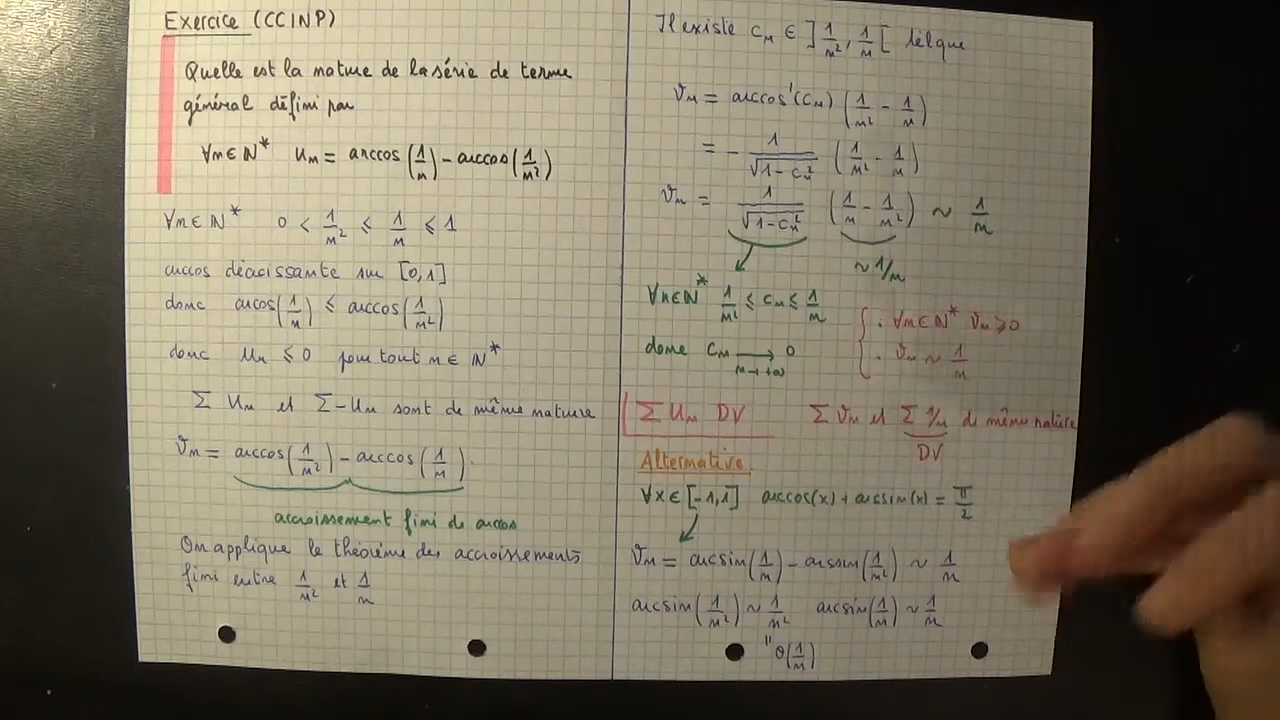 Exercice (CCINP)
Quelle est la nature de la série de terme
général défini par
∀n ∈ ℕ* uₙ = arccos(1/n) - arccos(1/n²)
∀n ∈ ℕ* 0 < 1/n² ≤ 1/n ≤ 1
arccos décroissante sur [0,1]
donc arcos(1/n) ≤ arccos(1/n²)
donc uₙ ≤ 0 pour tout n ∈ ℕ*
Σ uₙ et Σ-uₙ sont de même nature
vₙ = arccos(1/n²) - arccos(1/n).
accroissement fini de arccos
On applique le théorème des accroissements
fini entre 1/n² et 1/n
Il existe cₙ ∈ ]1/n², 1/n[ tel que
vₙ = arccos'(cₙ) (1/n² - 1/n)
= - 1/√(1-cₙ²) (1/n² - 1/n)
vₙ = 1/√(1-cₙ²) (1/n - 1/n²) ~ 1/n
~ 1/n
∀n ∈ ℕ* 1/n² ≤ cₙ ≤ 1/n
donc cₙ ⟶ 0
n→+∞
{ . ∀n ∈ ℕ* vₙ ≥ 0
. vₙ ~ 1/n
Σ uₙ DV
Σ vₙ et Σ 1/n de même nature
DV
Alternative
∀x ∈ [-1,1] arccos(x) + arcsin(x) = π/2
vₙ = arcsin(1/n) - arcsin(1/n²) ~ 1/n
arcsin(1/n²) ~ 1/n² arcsin(1/n) ~ 1/n
" o(1/n)